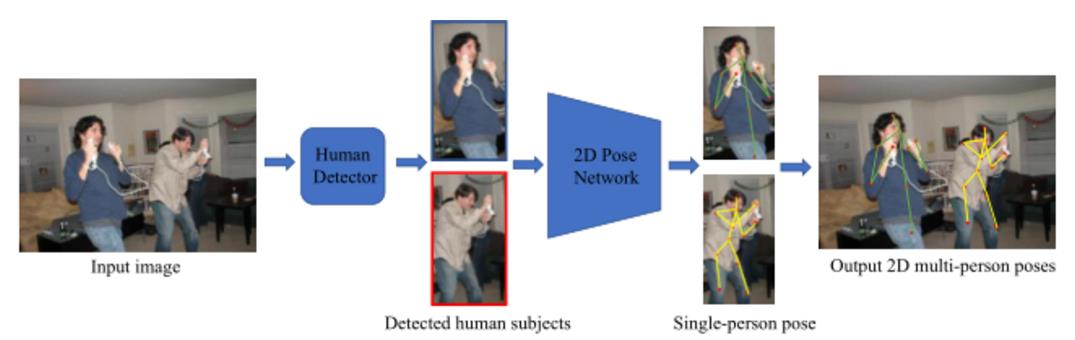 Human
Detector
2D Pose
Network
Input image
Output 2D multi-person poses
Detected human subjects
Single-person pose